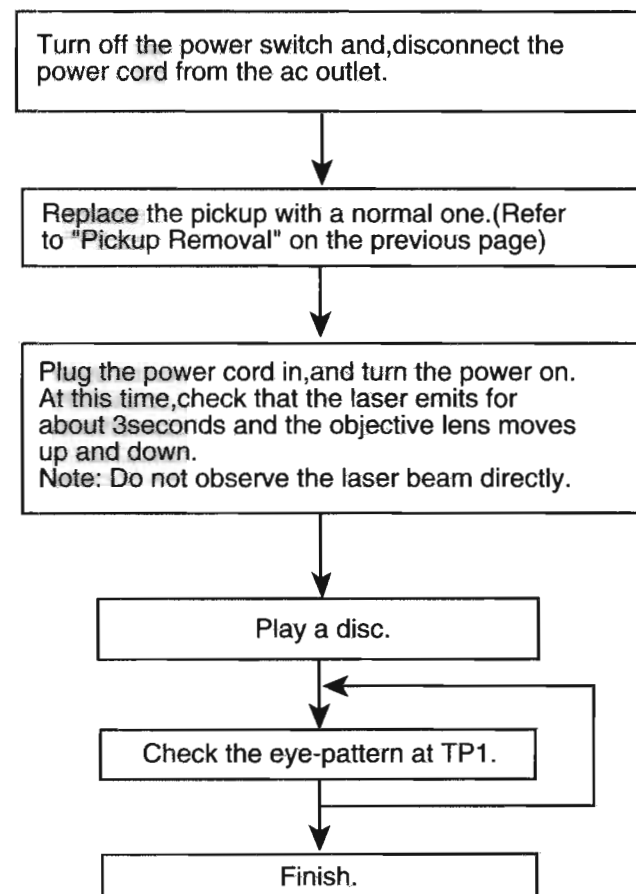 Turn off the power switch and,disconnect the
power cord from the ac outlet.
Replace the pickup with a normal one.(Refer
to "Pickup Removal" on the previous page)
Plug the power cord in,and turn the power on.
At this time,check that the laser emits for
about 3seconds and the objective lens moves
up and down.
Note: Do not observe the laser beam directly.
Play a disc.
Check the eye-pattern at TP1.
Finish.